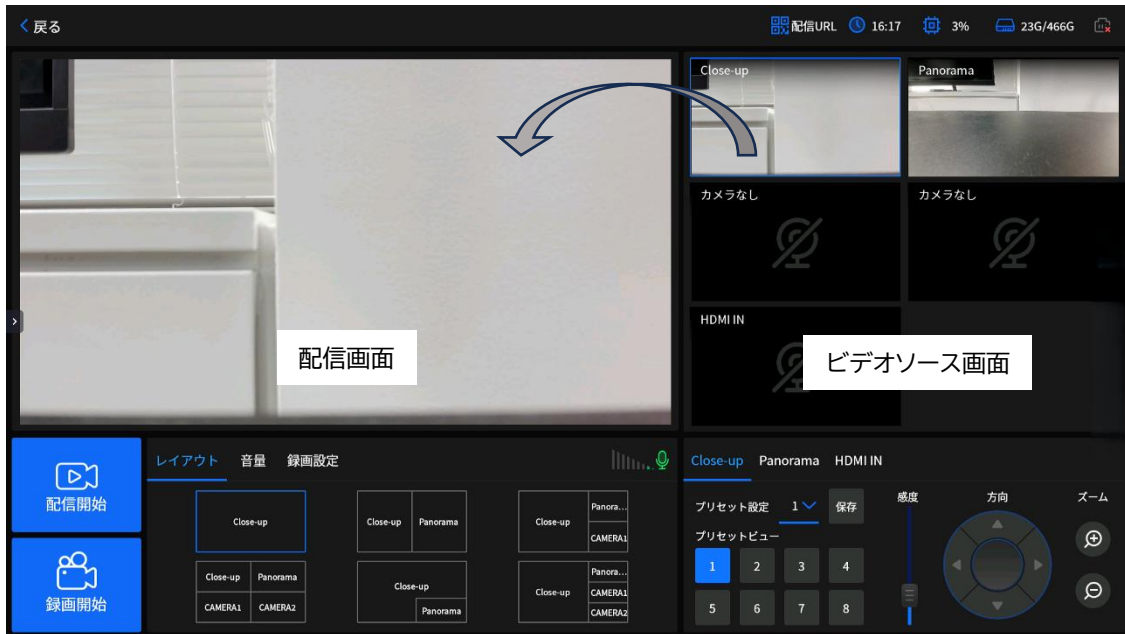 戻る
配信URL 16:17 3% 23G/466G
Close-up
Panorama
カメラなし
カメラなし
HDMI IN
配信画面
ビデオソース画面
配信開始
録画開始
レイアウト 音量 録画設定
Close-up
Close-up Panorama
Close-up Panora... CAMERA1
Close-up Panorama
CAMERA1 CAMERA2
Close-up
Panorama
Close-up Panora... CAMERA1 CAMERA2
Close-up Panorama HDMI IN
プリセット設定 1 保存
プリセットビュー
1 2 3 4
5 6 7 8
感度
方向
ズーム